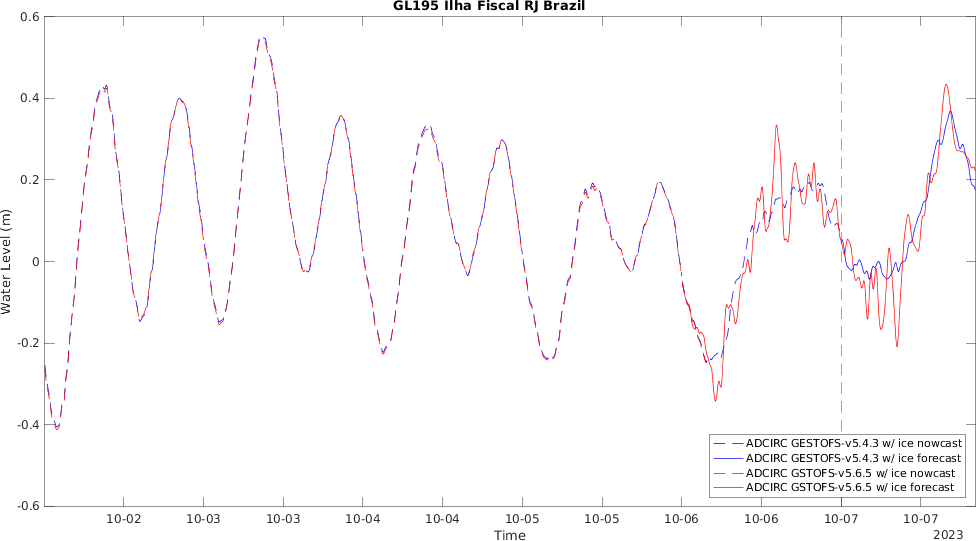 GL195 Ilha Fiscal RJ Brazil
0.6
0.4
0.2
0
-0.2
-0.4
-0.6
Water Level (m)
ADCIRC GESTOFS-v5.4.3 w/ ice nowcast
ADCIRC GESTOFS-v5.4.3 w/ ice forecast
ADCIRC GSTOFS-v5.6.5 w/ ice nowcast
ADCIRC GSTOFS-v5.6.5 w/ ice forecast
10-02 10-03 10-03 10-04 10-04 10-05 10-05 10-06 10-06 10-07 10-07
Time
2023